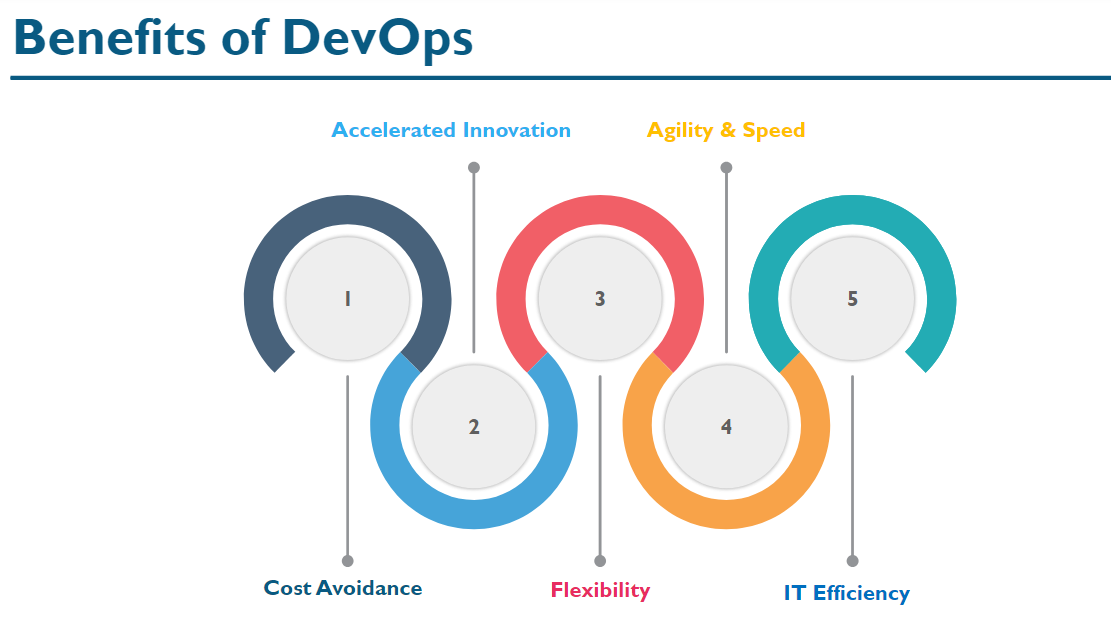 Benefits of DevOps
Accelerated Innovation
Agility & Speed
1
3
5
2
4
Cost Avoidance
Flexibility
IT Efficiency